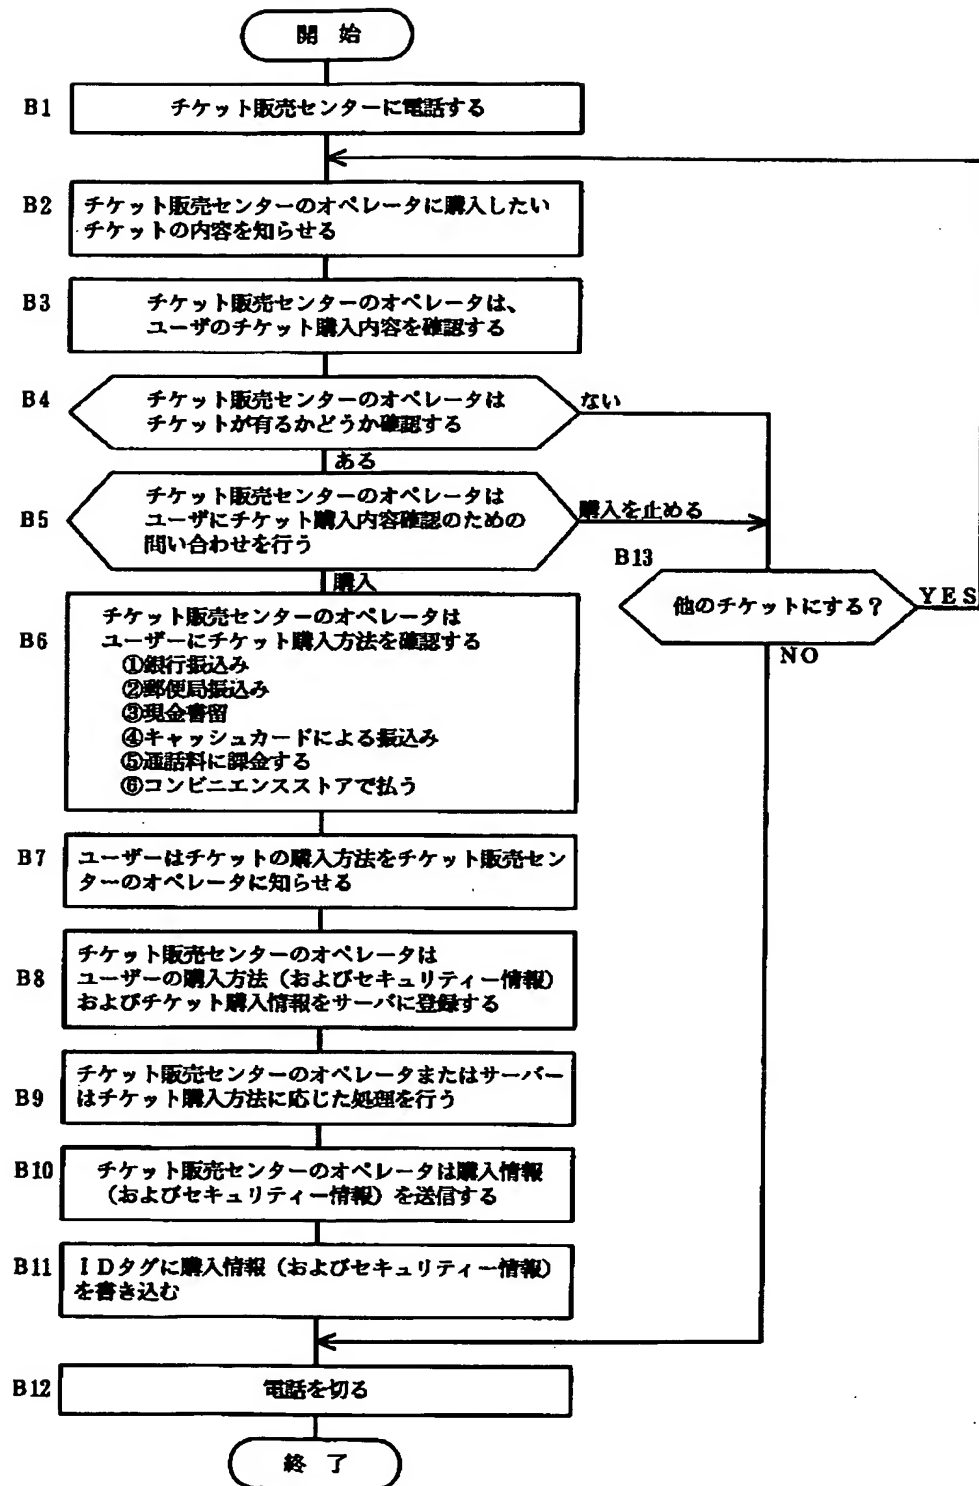 開 始
B1
チケット販売センターに電話する
B2
チケット販売センターのオペレータに購入したい
チケットの内容を知らせる
B3
チケット販売センターのオペレータは、
ユーザのチケット購入内容を確認する
B4
チケット販売センターのオペレータは
チケットが有るかどうか確認する
ない
ある
B5
チケット販売センターのオペレータは
ユーザにチケット購入内容確認のための
問い合わせを行う
購入を止める
購入
B13
他のチケットにする?
YES
NO
B6
チケット販売センターのオペレータは
ユーザーにチケット購入方法を確認する
①銀行振込み
②郵便局振込み
③現金書留
④キャッシュカードによる振込み
⑤通話料に課金する
⑥コンビニエンスストアで払う
B7
ユーザーはチケットの購入方法をチケット販売セン
ターのオペレータに知らせる
B8
チケット販売センターのオペレータは
ユーザーの購入方法(およびセキュリティー情報)
およびチケット購入情報をサーバに登録する
B9
チケット販売センターのオペレータまたはサーバー
はチケット購入方法に応じた処理を行う
B10
チケット販売センターのオペレータは購入情報
(およびセキュリティー情報)を送信する
B11
IDタグに購入情報(およびセキュリティー情報)
を書き込む
B12
電話を切る
終 了